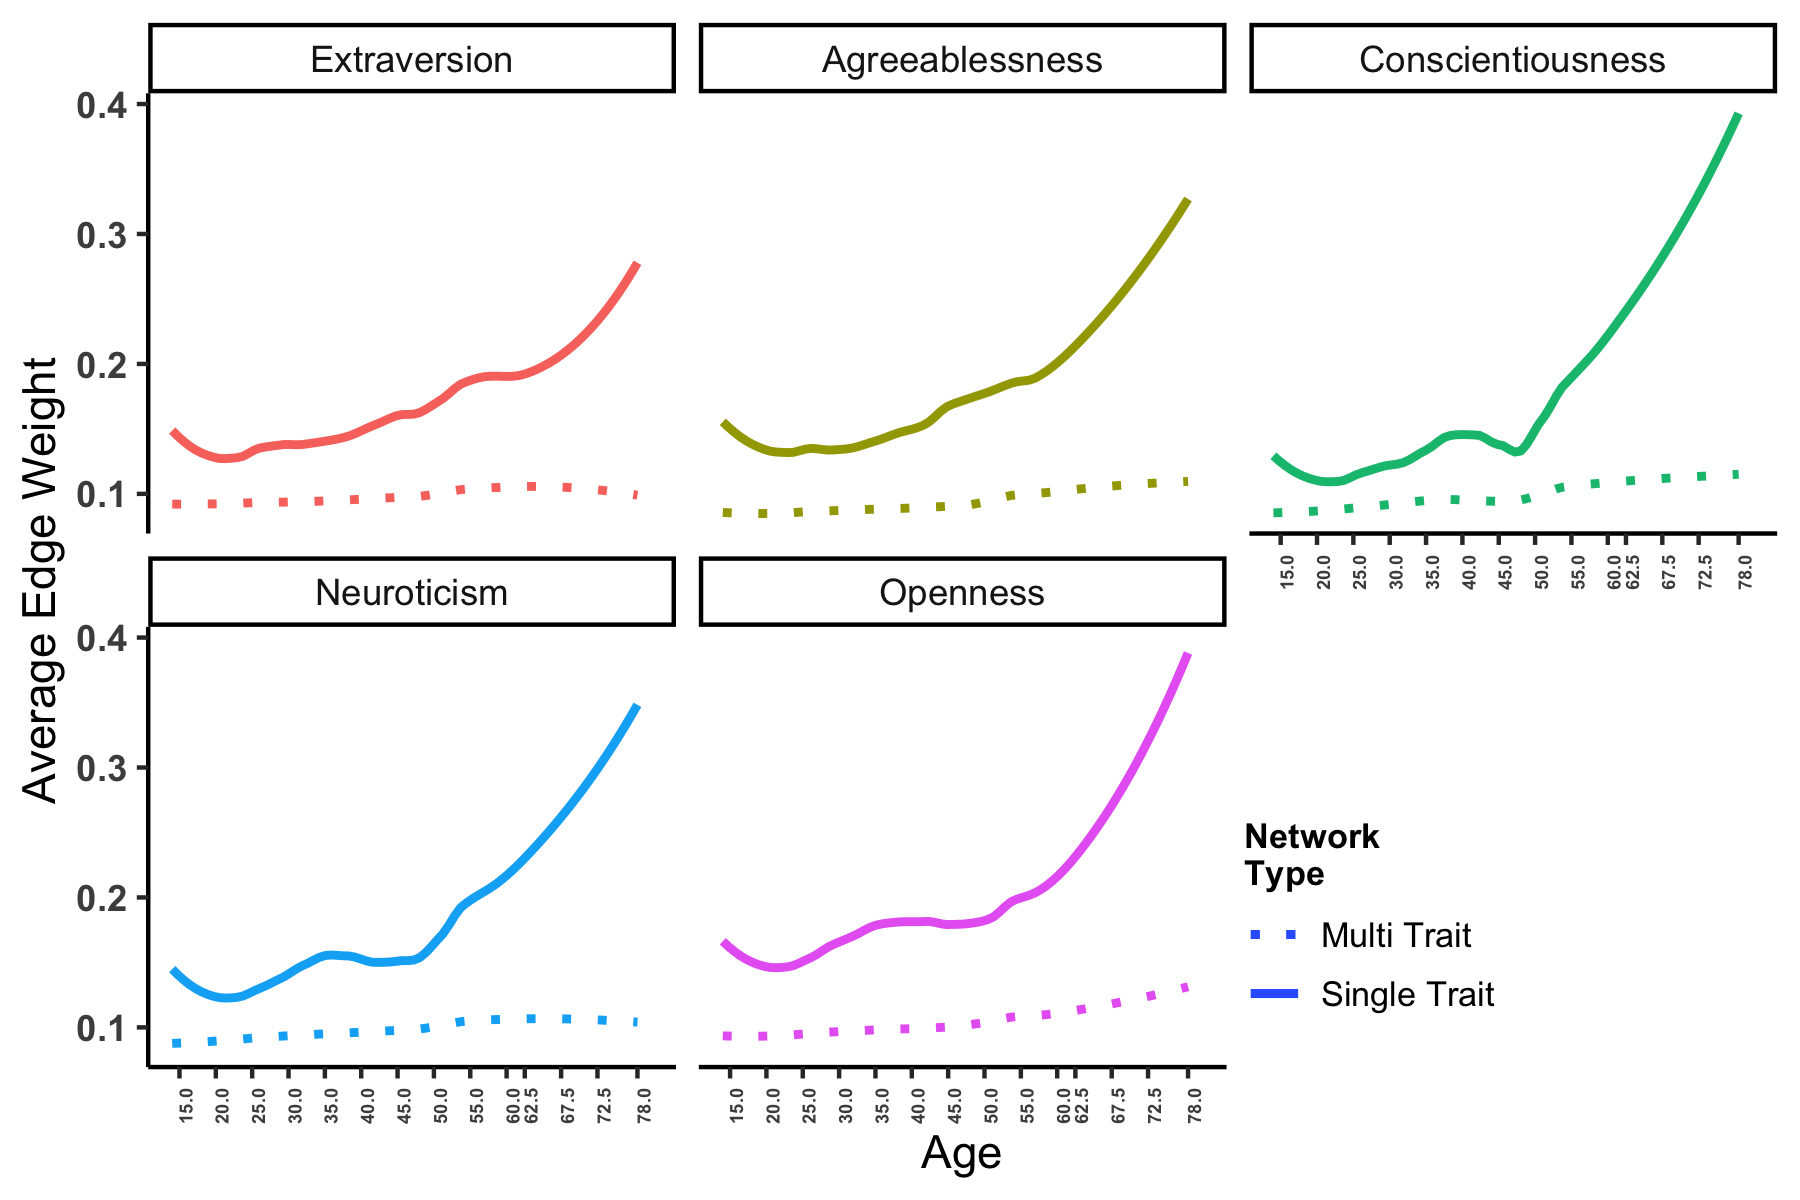 Extraversion
Agreeablessness
Conscientiousness
0.4
0.3
0.2
0.1
15.0 20.0 25.0 30.0 35.0 40.0 45.0 50.0 55.0 60.0 62.5 67.5 72.5 78.0
Average Edge Weight
Neuroticism
Openness
0.4
0.3
0.2
0.1
15.0 20.0 25.0 30.0 35.0 40.0 45.0 50.0 55.0 60.0 62.5 67.5 72.5 78.0
15.0 20.0 25.0 30.0 35.0 40.0 45.0 50.0 55.0 60.0 62.5 67.5 72.5 78.0
Age
Network
Type
Multi Trait
Single Trait